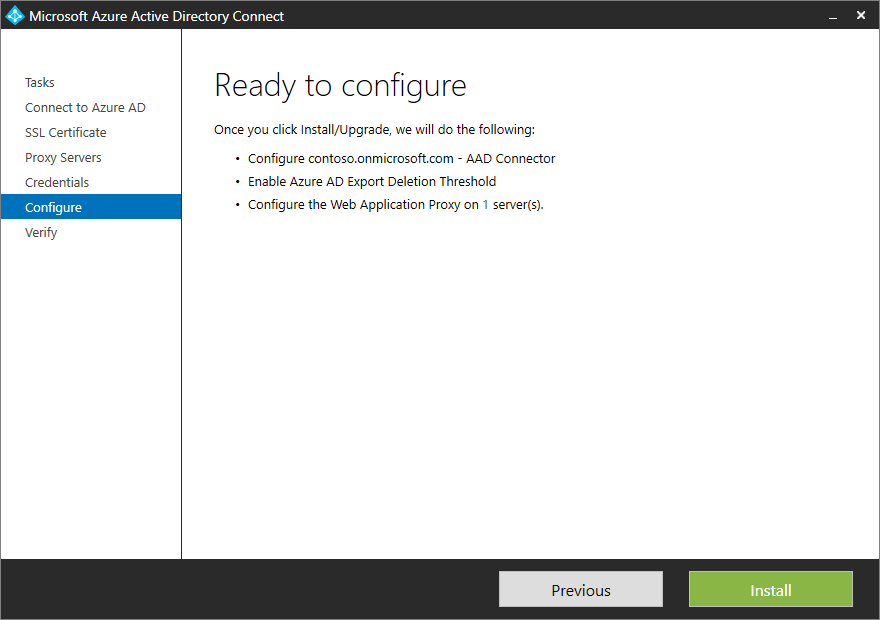 Microsoft Azure Active Directory Connect
Tasks
Connect to Azure AD
SSL Certificate
Proxy Servers
Credentials
Configure
Verify
Ready to configure
Once you click Install/Upgrade, we will do the following:
• Configure contoso.onmicrosoft.com - AAD Connector
• Enable Azure AD Export Deletion Threshold
• Configure the Web Application Proxy on 1 server(s).
Previous
Install